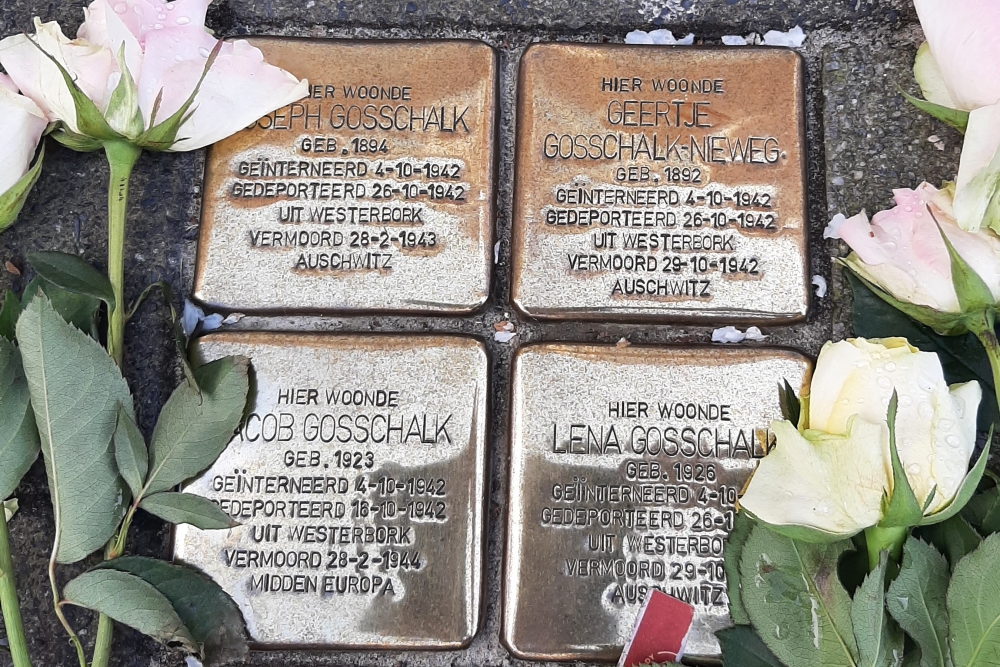 HIER WOONDE
JOSEPH GOSSCHALK
GEB. 1894
GEÏNTERNEERD 4-10-1942
GEDEPORTEERD 26-10-1942
UIT WESTERBORK
VERMOORD 28-2-1943
AUSCHWITZ
HIER WOONDE
GEERTJE
GOSSCHALK-NIEWEG
GEB. 1892
GEÏNTERNEERD 4-10-1942
GEDEPORTEERD 26-10-1942
UIT WESTERBORK
VERMOORD 29-10-1942
AUSCHWITZ
HIER WOONDE
JACOB GOSSCHALK
GEB. 1923
GEÏNTERNEERD 4-10-1942
GEDEPORTEERD 16-10-1942
UIT WESTERBORK
VERMOORD 28-2-1944
MIDDEN EUROPA
HIER WOONDE
LENA GOSSCHALK
GEB. 1926
GEÏNTERNEERD 4-10
GEDEPORTEERD 26-1
UIT WESTERBO
VERMOORD 29-10
AUSCHWITZ